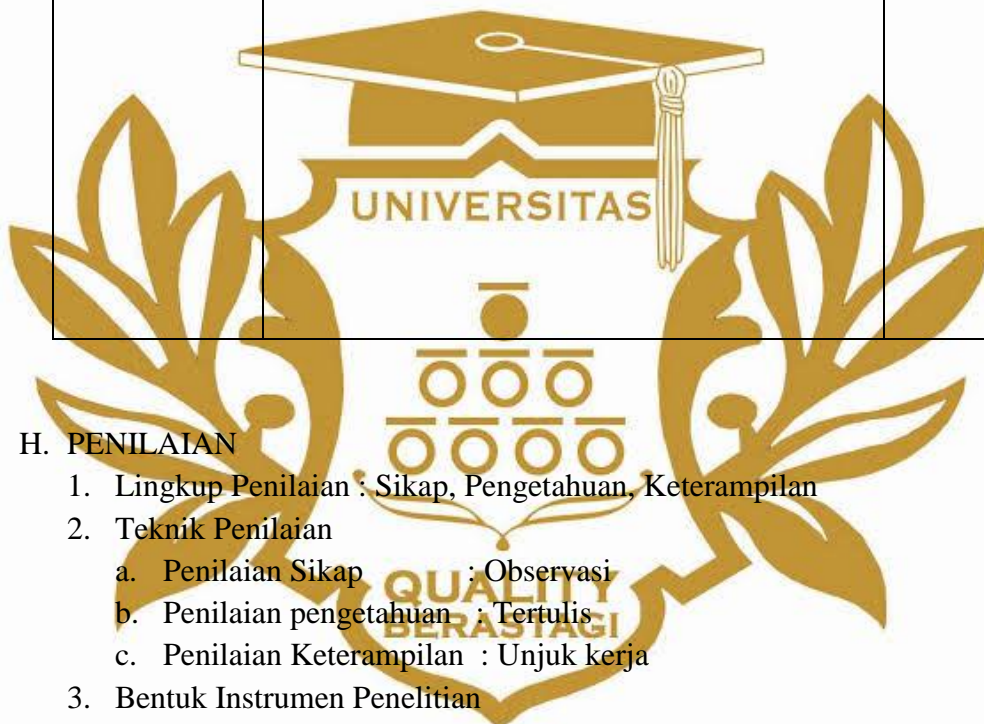 UNIVERSITAS
H. PENILAIAN
1. Lingkup Penilaian : Sikap, Pengetahuan, Keterampilan
2. Teknik Penilaian
a. Penilaian Sikap : Observasi
QUALITY
b. Penilaian pengetahuan : Tertulis
BERASTAGI
c. Penilaian Keterampilan : Unjuk kerja
3. Bentuk Instrumen Penelitian